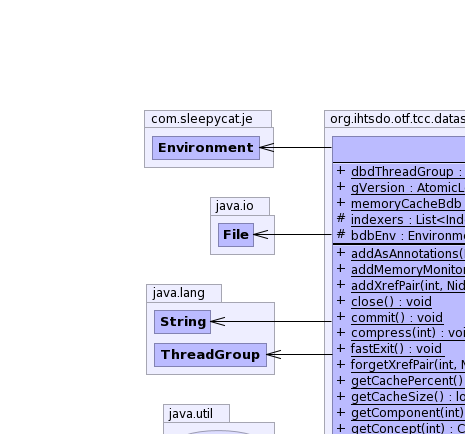 com.sleepycat.je
Environment
java.io
File
java.lang
String
ThreadGroup
java.util
org.ihtsdo.otf.tcc.datas
+ dbdThreadGroup :
+ gVersion : AtomicL
+ memoryCacheBdb
# indexers : List<Inde
# bdbEnv : Environme
+ addAsAnnotations(
+ addMemoryMonitor
+ addXrefPair(int, Nid
+ close() : void
+ commit() : void
+ compress(int) : voi
+ fastExit() : void
+ forgetXrefPair(int, N
+ getCachePercent()
+ getCacheSize() : lo
+ getComponent(int)
+ getConcept(int) : C